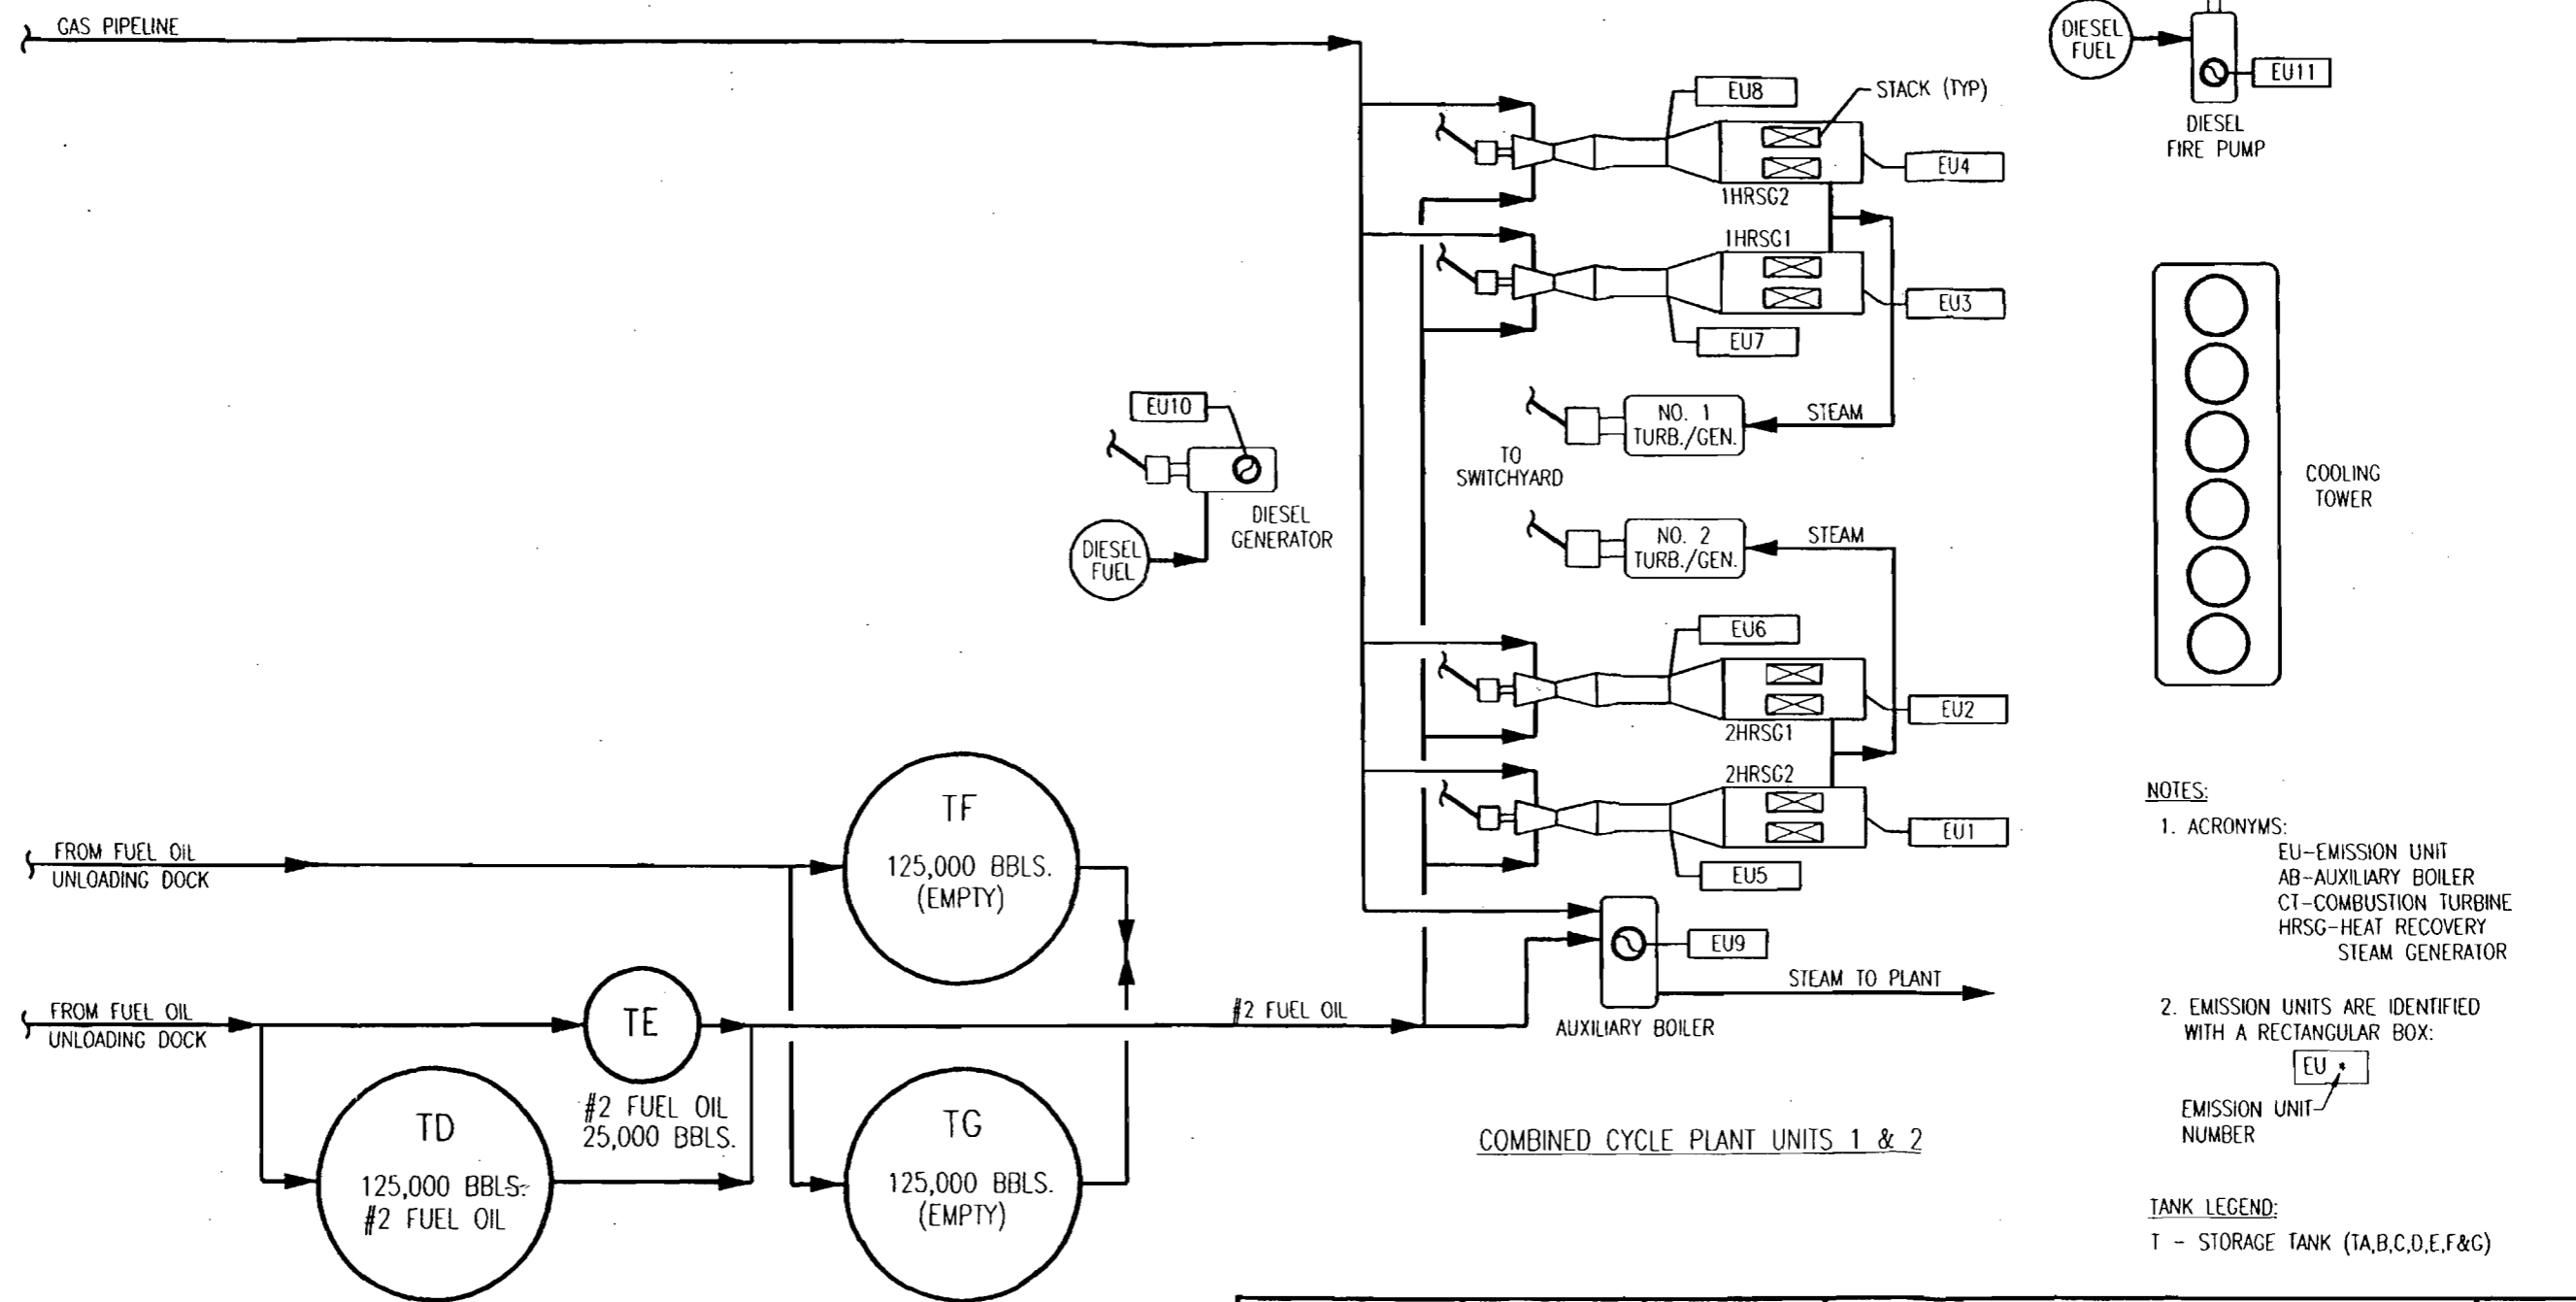 GAS PIPELINE
DIESEL
FUEL
EU11
DIESEL
FIRE PUMP
EU8
STACK (TYP)
EU4
1HRSG2
1HRSG1
EU3
EU7
EU10
DIESEL
GENERATOR
DIESEL
FUEL
NO. 1
TURB./GEN.
STEAM
TO
SWITCHYARD
NO. 2
TURB./GEN.
STEAM
COOLING
TOWER
EU6
EU2
2HRSG1
2HRSG2
EU1
EU5
FROM FUEL OIL
UNLOADING DOCK
TF
125,000 BBLS.
(EMPTY)
FROM FUEL OIL
UNLOADING DOCK
TE
#2 FUEL OIL
25,000 BBLS.
TD
125,000 BBLS.
#2 FUEL OIL
TG
125,000 BBLS.
(EMPTY)
#2 FUEL OIL
EU9
STEAM TO PLANT
AUXILIARY BOILER
COMBINED CYCLE PLANT UNITS 1 & 2
NOTES:
1. ACRONYMS:
EU-EMISSION UNIT
AB-AUXILIARY BOILER
CT-COMBUSTION TURBINE
HRSG-HEAT RECOVERY
STEAM GENERATOR
2. EMISSION UNITS ARE IDENTIFIED
WITH A RECTANGULAR BOX:
EU *
EMISSION UNIT
NUMBER
TANK LEGEND:
T - STORAGE TANK (TA,B,C,D,E,F&G)